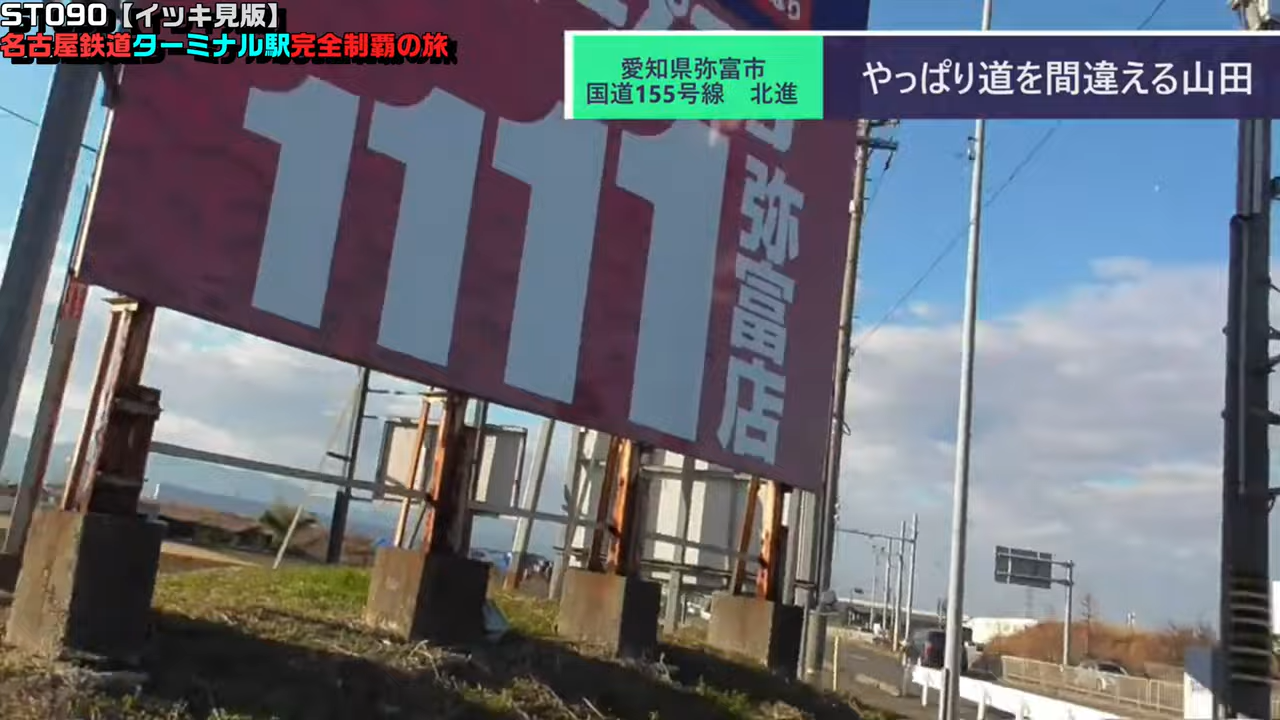 ST090【イッキ見版】
名古屋鉄道ターミナル駅完全制覇の旅
愛知県弥富市
国道155号線　北進
やっぱり道を間違える山田
1111
弥富店